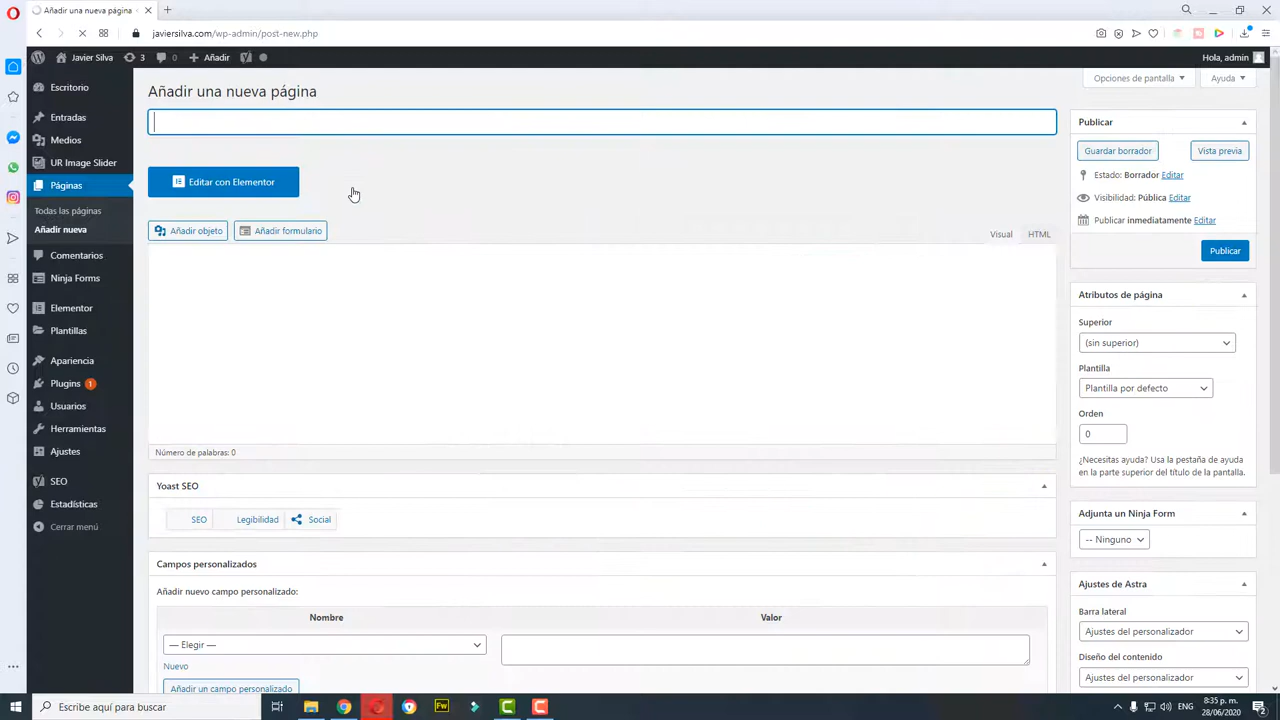 Añadir una nueva página ‹
javiersilva.com/wp-admin/post-new.php
Javier Silva
3
0
Añadir
Hola, admin
Escritorio
Entradas
Medios
UR Image Slider
Páginas
Todas las páginas
Añadir nueva
Comentarios
Ninja Forms
Elementor
Plantillas
Apariencia
Plugins 1
Usuarios
Herramientas
Ajustes
SEO
Estadísticas
Cerrar menú
Opciones de pantalla
Ayuda
Añadir una nueva página
Editar con Elementor
Añadir objeto
Añadir formulario
Visual
HTML
Número de palabras: 0
Yoast SEO
SEO
Legibilidad
Social
Campos personalizados
Añadir nuevo campo personalizado:
Nombre
Valor
— Elegir —
Nuevo
Añadir un campo personalizado
Publicar
Guardar borrador
Vista previa
Estado: Borrador Editar
Visibilidad: Pública Editar
Publicar inmediatamente Editar
Publicar
Atributos de página
Superior
(sin superior)
Plantilla
Plantilla por defecto
Orden
0
¿Necesitas ayuda? Usa la pestaña de ayuda
en la parte superior del título de la pantalla.
Adjunta un Ninja Form
-- Ninguno
Ajustes de Astra
Barra lateral
Ajustes del personalizador
Diseño del contenido
Ajustes del personalizador
Escribe aquí para buscar
Fw
ENG
8:35 p. m.
28/06/2020
2